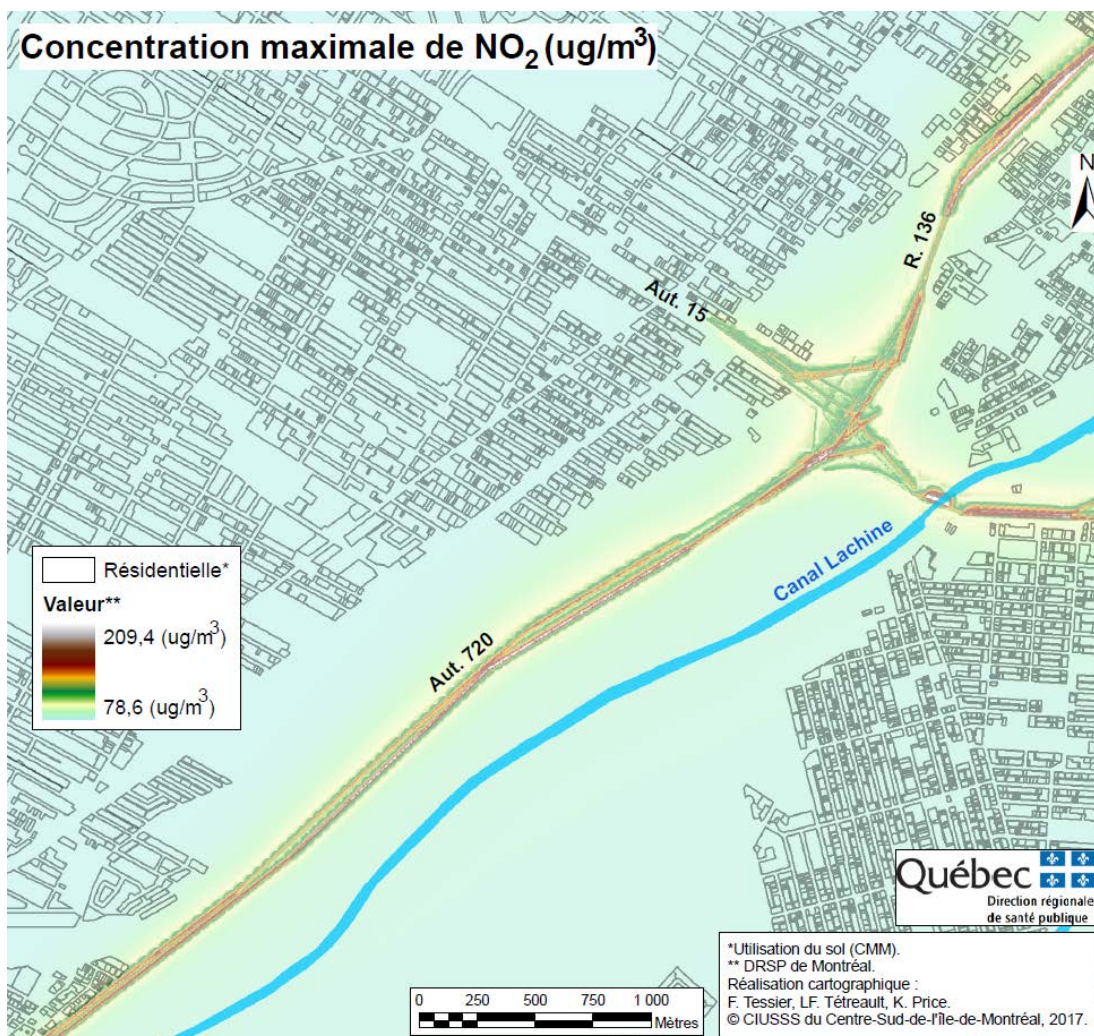 Concentration maximale de NO₂ (ug/m³)
N
R. 136
Aut. 15
Canal Lachine
Aut. 720
Résidentielle*
Valeur**
209,4 (ug/m³)
78,6 (ug/m³)
Québec
Direction régionale
de santé publique
*Utilisation du sol (CMM).
** DRSP de Montréal.
Réalisation cartographique :
F. Tessier, LF. Tétreault, K. Price.
© CIUSSS du Centre-Sud-de-l'île-de-Montréal, 2017.
0 250 500 750 1 000
Mètres